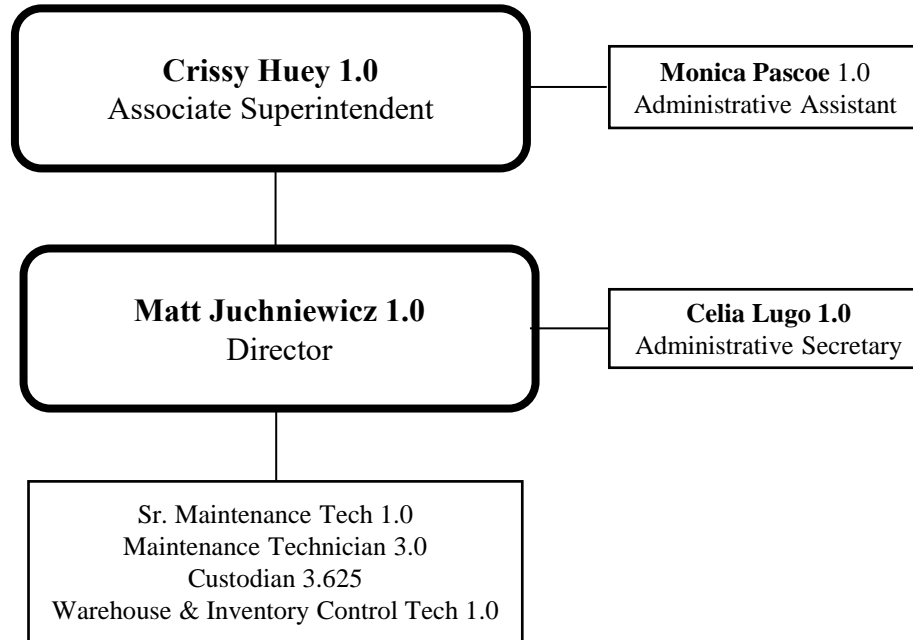 Crissy Huey 1.0
Associate Superintendent
Monica Pascoe 1.0
Administrative Assistant
Matt Juchniewicz 1.0
Director
Celia Lugo 1.0
Administrative Secretary
Sr. Maintenance Tech 1.0
Maintenance Technician 3.0
Custodian 3.625
Warehouse & Inventory Control Tech 1.0